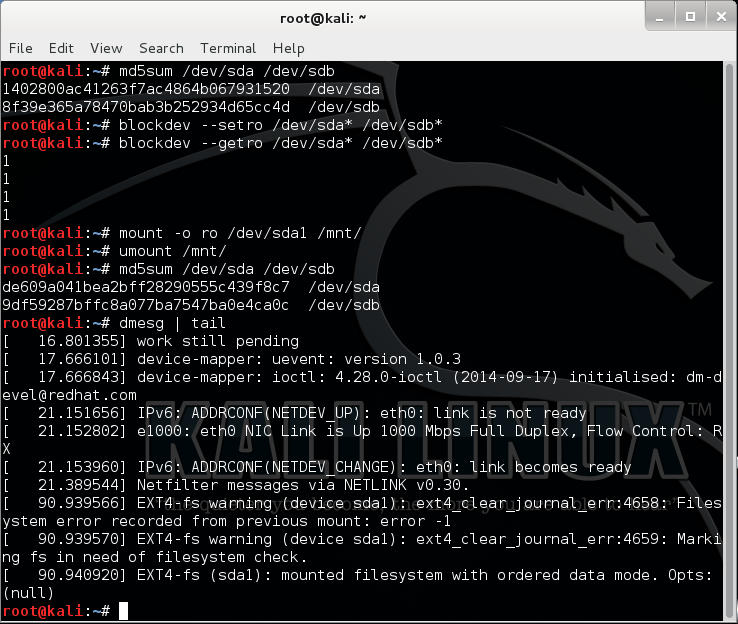 root@kali: ~
File Edit View Search Terminal Help
root@kali:~# md5sum /dev/sda /dev/sdb
1402800ac41263f7ac4864b067931520  /dev/sda
8f39e365a78470bab3b252934d65cc4d  /dev/sdb
root@kali:~# blockdev --setro /dev/sda* /dev/sdb*
root@kali:~# blockdev --getro /dev/sda* /dev/sdb*
1
1
1
1
root@kali:~# mount -o ro /dev/sda1 /mnt/
root@kali:~# umount /mnt/
root@kali:~# md5sum /dev/sda /dev/sdb
de609a041bea2bff28290555c439f8c7  /dev/sda
9df59287bffc8a077ba7547ba0e4ca0c  /dev/sdb
root@kali:~# dmesg | tail
[   16.801355] work still pending
[   17.666101] device-mapper: uevent: version 1.0.3
[   17.666843] device-mapper: ioctl: 4.28.0-ioctl (2014-09-17) initialised: dm-d
evel@redhat.com
[   21.151656] IPv6: ADDRCONF(NETDEV_UP): eth0: link is not ready
[   21.152802] e1000: eth0 NIC Link is Up 1000 Mbps Full Duplex, Flow Control: R
X
[   21.153960] IPv6: ADDRCONF(NETDEV_CHANGE): eth0: link becomes ready
[   21.389544] Netfilter messages via NETLINK v0.30.
[   90.939566] EXT4-fs warning (device sda1): ext4_clear_journal_err:4658: Files
ystem error recorded from previous mount: error -1
[   90.939570] EXT4-fs warning (device sda1): ext4_clear_journal_err:4659: Marki
ng fs in need of filesystem check.
[   90.940920] EXT4-fs (sda1): mounted filesystem with ordered data mode. Opts:
(null)
root@kali:~#
KALI LINUX™